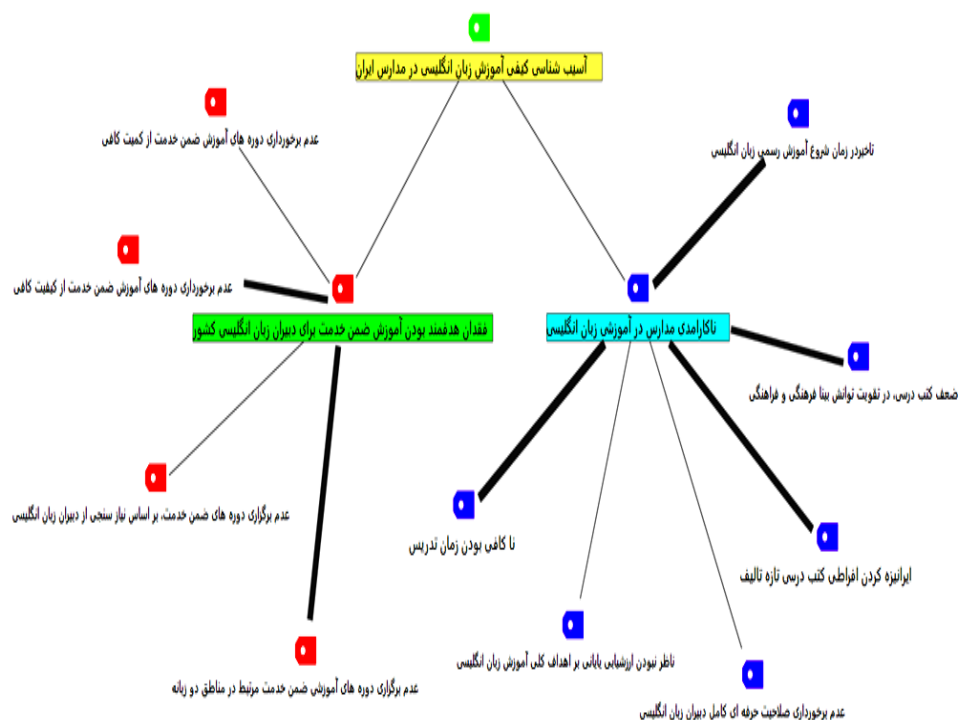 آسیب شناسی کیفی آموزش زبان انگلیسی در مدارس ایران
تاخیردر زمان شروع آموزش رسمی زبان انگلیسی
عدم برخورداری دوره های آموزش ضمن خدمت از کمیت کافی
عدم برخورداری دوره های آموزش ضمن خدمت از کیفیت کافی
ناکارامدی مدارس در آموزشی زبان انگلیسی
فقدان هدفمند بودن آموزش ضمن خدمت برای دبیران زبان انگلیسی کشور
ضعف کتب درسی، در تقویت توانش بینا فرهنگی و فراهنگی
عدم برگزاری دوره های ضمن خدمت، بر اساس نیاز سنجی از دبیران زبان انگلیسی
نا کافی بودن زمان تدریس
ایرانیزه کردن افراطی کتب درسی تازه تالیف
ناظر نبودن ارزشیابی پایانی بر اهداف کلی آموزش زبان انگلیسی
عدم برگزاری دوره های آموزشی ضمن خدمت مرتبط در مناطق دو زبانه
عدم برخورداری صلاحیت حرفه ای کامل دبیران زبان انگلیسی